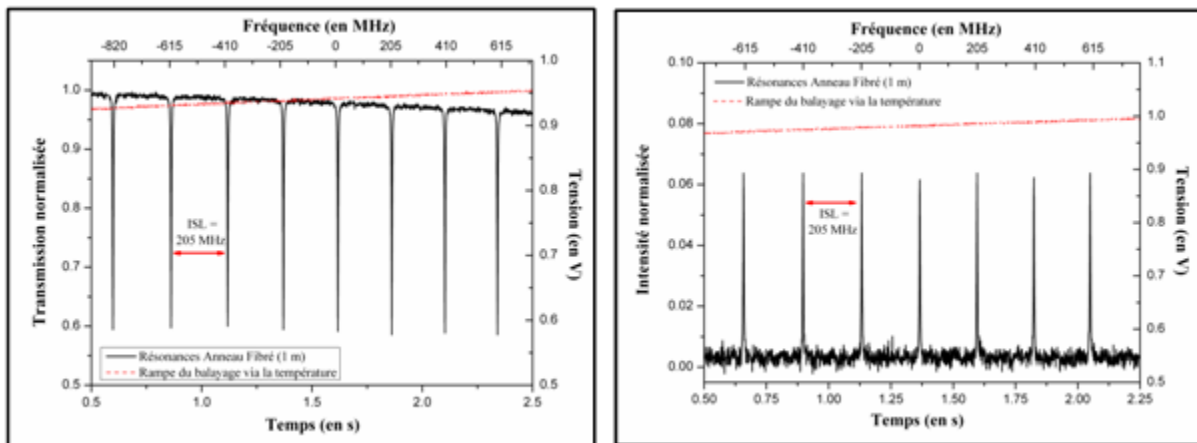 Fréquence (en MHz)
-820 -615 -410 -205 0 205 410 615
1.0 0.9 0.8 0.7 0.6 0.5
Transmission normalisée
ISL =
205 MHz
Résonances Anneau Fibré (1 m)
Rampe du balayage via la température
1.0 0.9 0.8 0.7 0.6 0.5
Tension (en V)
0.5 1.0 1.5 2.0 2.5
Temps (en s)
Fréquence (en MHz)
-615 -410 -205 0 205 410 615
0.10 0.08 0.06 0.04 0.02 0.00
Intensité normalisée
Résonances Anneau Fibré (1 m)
Rampe du balayage via la température
ISL =
205 MHz
1.1 1.0 0.9 0.8 0.7 0.6 0.5
Tension (en V)
0.50 0.75 1.00 1.25 1.50 1.75 2.00 2.25
Temps (en s)